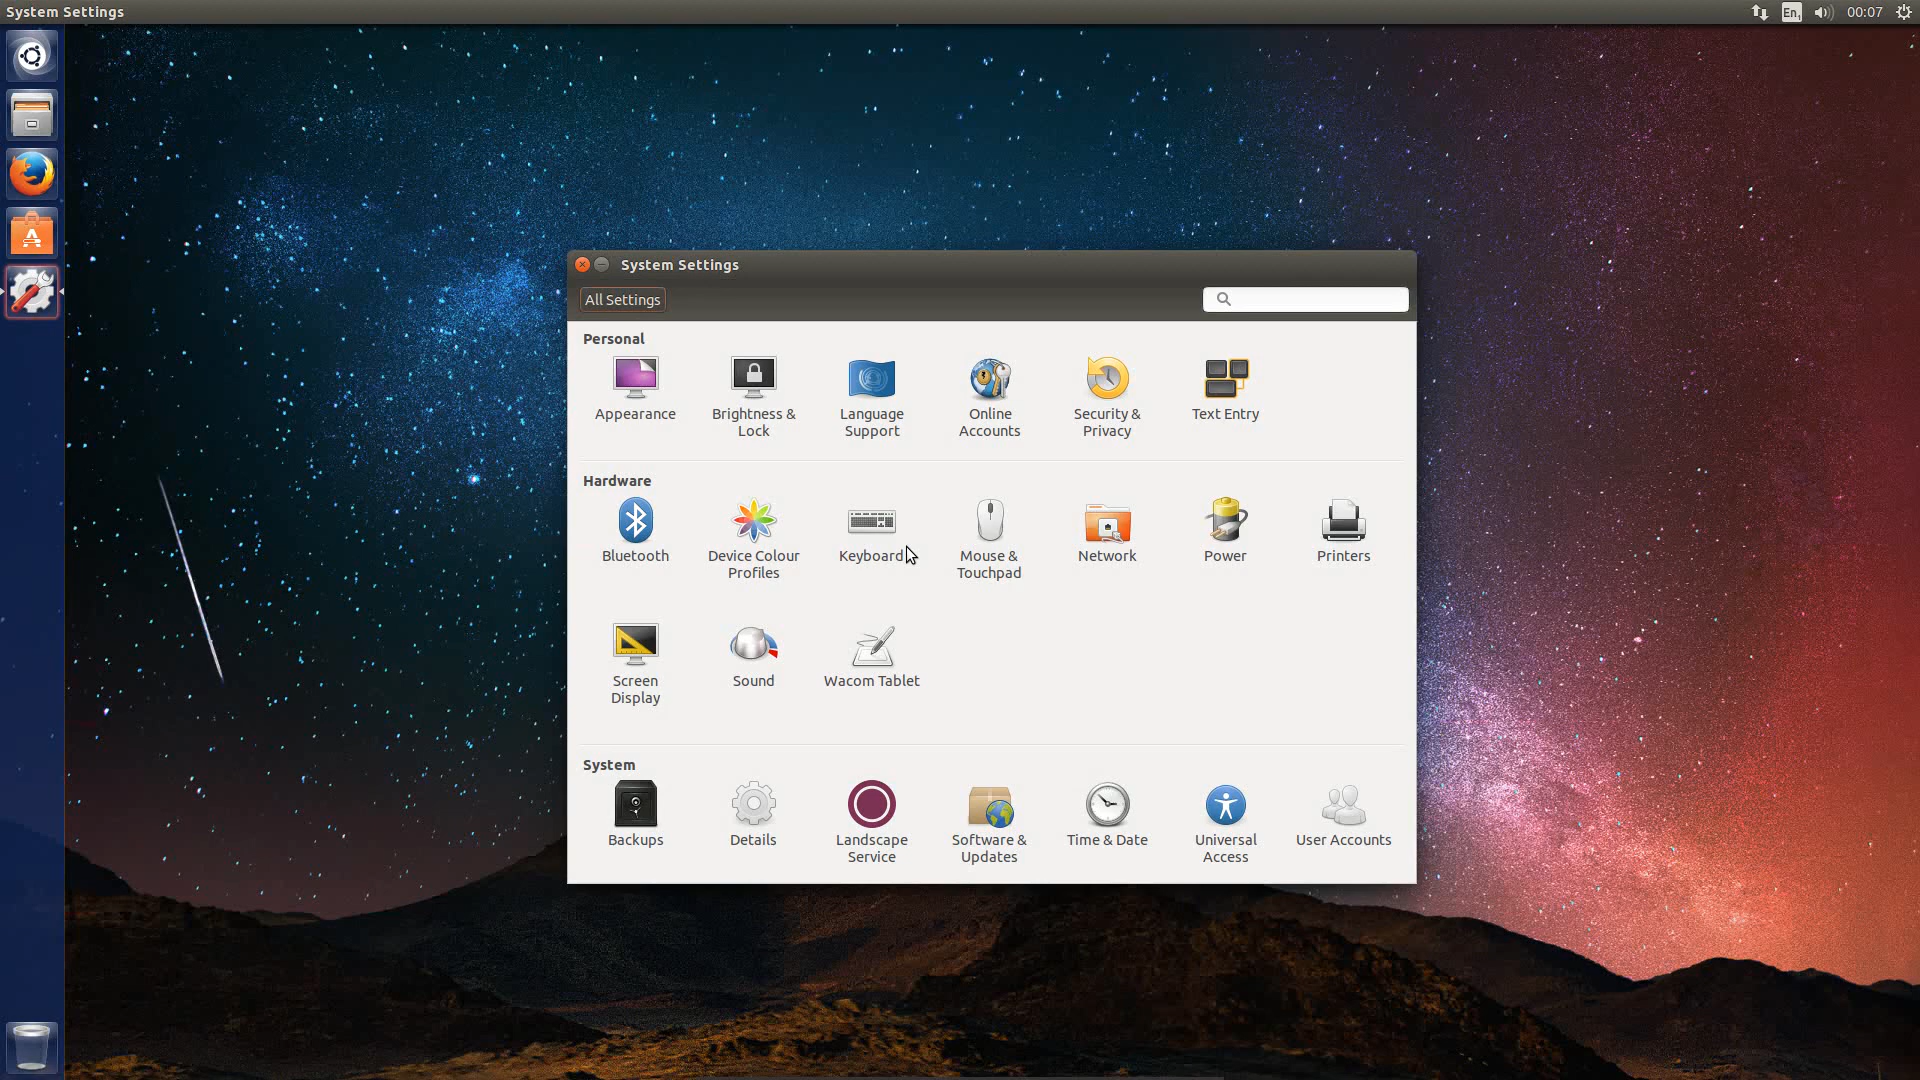 System Settings
En1
00:07
System Settings
All Settings
Personal
Appearance
Brightness &
Lock
Language
Support
Online
Accounts
Security &
Privacy
Text Entry
Hardware
Bluetooth
Device Colour
Profiles
Keyboard
Mouse &
Touchpad
Network
Power
Printers
Screen
Display
Sound
Wacom Tablet
System
Backups
Details
Landscape
Service
Software &
Updates
Time & Date
Universal
Access
User Accounts